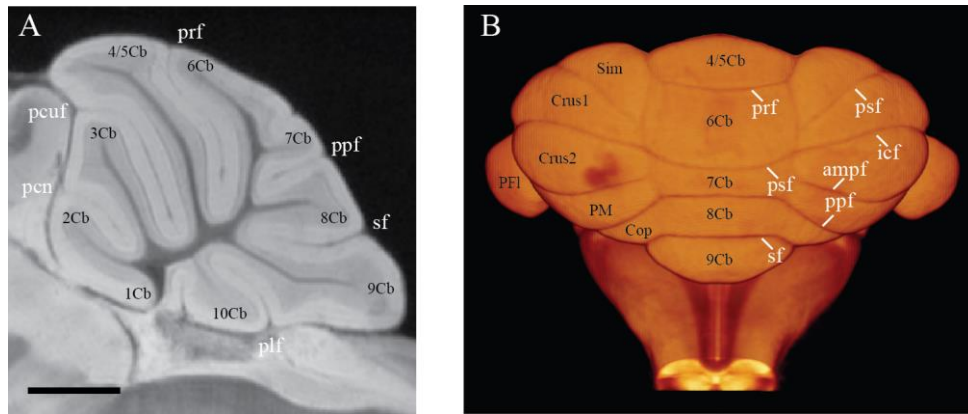 A
prf
4/5Cb
6Cb
pcuf
3Cb
7Cb
ppf
pcn
2Cb
8Cb
sf
1Cb
9Cb
10Cb
plf
B
4/5Cb
Sim
Crus1
prf
psf
6Cb
icf
Crus2
ampf
PFl
7Cb
psf
ppf
PM
8Cb
Cop
sf
9Cb